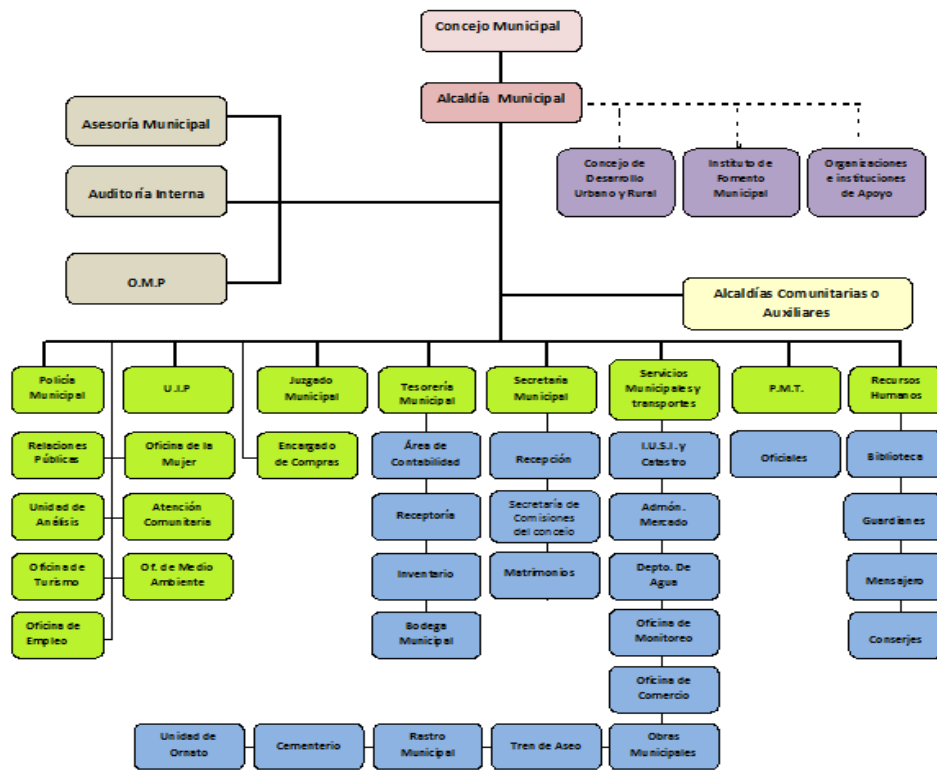 Concejo Municipal
Alcaldía Municipal
Asesoría Municipal
Auditoría Interna
O.M.P
Concejo de
Desarrollo
Urbano y Rural
Instituto de
Fomento
Municipal
Organizaciones
e instituciones
de Apoyo
Alcaldías Comunitarias o
Auxiliares
Policía
Municipal
U.I.P
Juzgado
Municipal
Tesorería
Municipal
Secretaria
Municipal
Servicios
Municipales y
transportes
P.M.T.
Recursos
Humanos
Relaciones
Públicas
Oficina de la
Mujer
Encargado
de Compras
Área de
Contabilidad
Recepción
I.U.S.I. y
Catastro
Oficiales
Biblioteca
Unidad de
Análisis
Atención
Comunitaria
Receptoría
Secretaría de
Comisiones
del concejo
Admón.
Mercado
Guardianes
Oficina de
Turismo
Of. de Medio
Ambiente
Inventario
Matrimonios
Depto. De
Agua
Mensajero
Oficina de
Empleo
Bodega
Municipal
Oficina de
Monitoreo
Conserjes
Oficina de
Comercio
Unidad de
Ornato
Cementerio
Rastro
Municipal
Tren de Aseo
Obras
Municipales